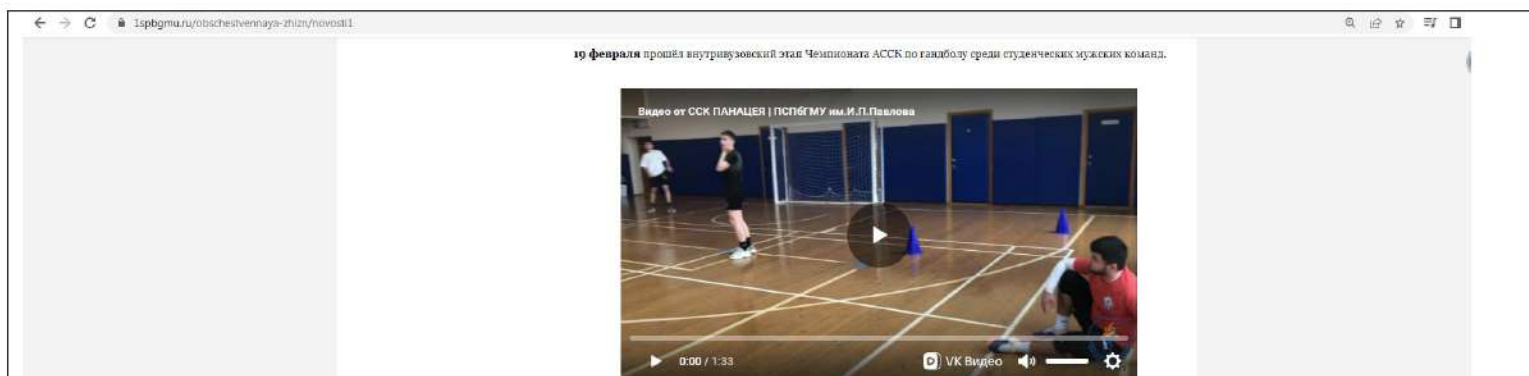 1spbgmu.ru/obschestvennaya-zhizn/novosti1
19 февраля прошёл внутривузовский этап Чемпионата АССК по гандболу среди студенческих мужских команд.
Видео от ССК ПАНАЦЕЯ | ПСПбГМУ им.И.П.Павлова
0:00 / 1:33
VK Видео